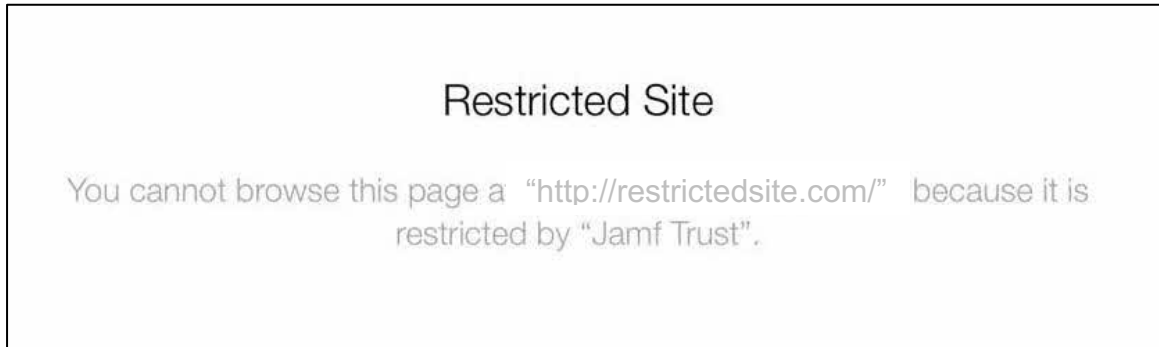 Restricted Site
You cannot browse this page a “http://restrictedsite.com/” because it is
restricted by “Jamf Trust”.